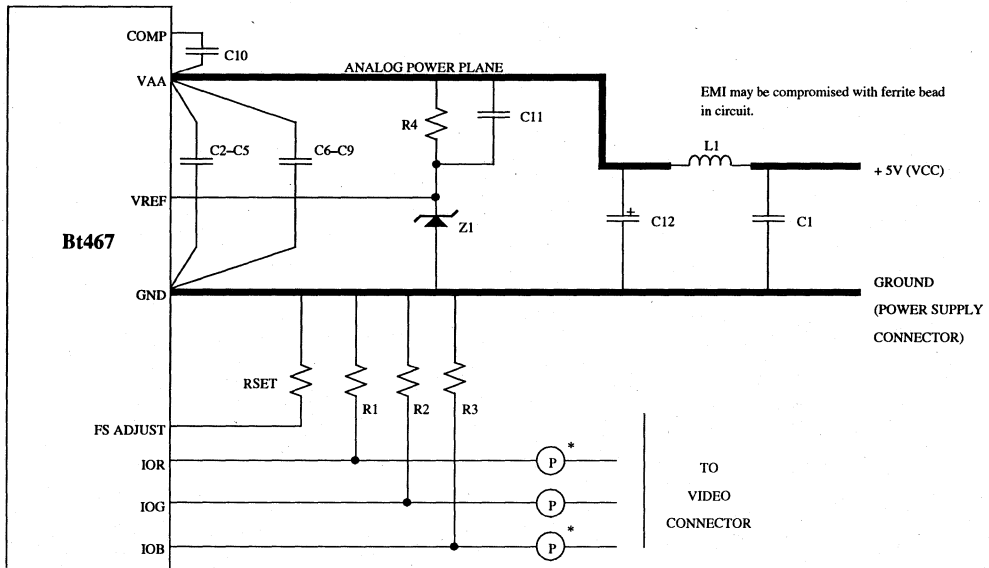 COMP
C10
VAA
ANALOG POWER PLANE
EMI may be compromised with ferrite bead
in circuit.
R4
C11
L1
C2–C5
C6–C9
+ 5V (VCC)
VREF
Z1
+
C12
C1
Bt467
GND
GROUND
(POWER SUPPLY
CONNECTOR)
RSET
R1
R2
R3
FS ADJUST
IOR
P
*
TO
IOG
P
VIDEO
CONNECTOR
IOB
P
*